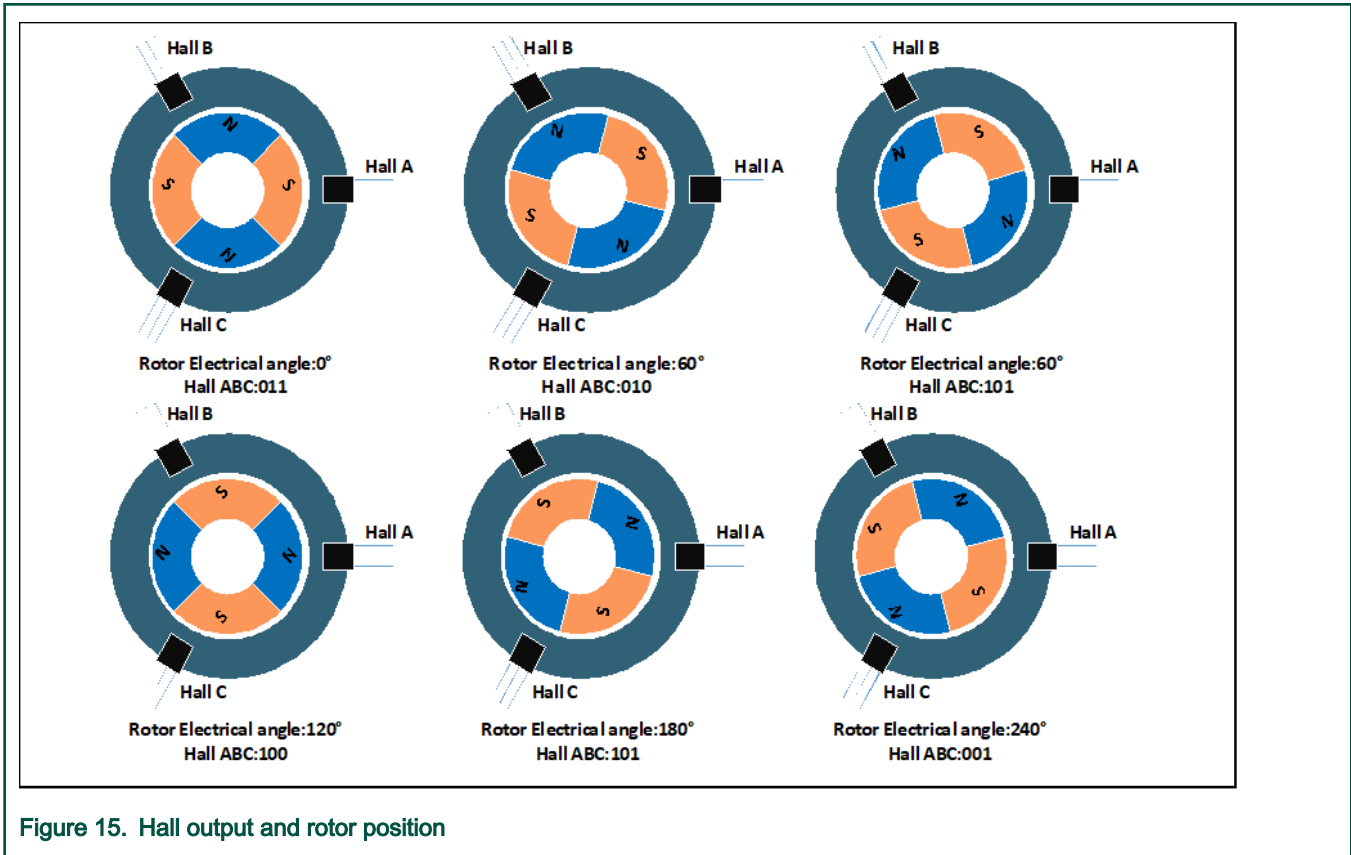 Hall B
Hall B
Hall B
N
S
S
N
Hall A
N
S
S
N
Hall A
N
S
S
N
Hall A
Hall C
Hall C
Hall C
Rotor Electrical angle:0°
Rotor Electrical angle:60°
Rotor Electrical angle:60°
Hall ABC:011
Hall ABC:010
Hall ABC:101
Hall B
Hall B
Hall B
S
N
N
S
Hall A
S
N
N
S
Hall A
S
N
N
S
Hall A
Hall C
Hall C
Hall C
Rotor Electrical angle:120°
Rotor Electrical angle:180°
Rotor Electrical angle:240°
Hall ABC:100
Hall ABC:101
Hall ABC:001
Figure 15. Hall output and rotor position